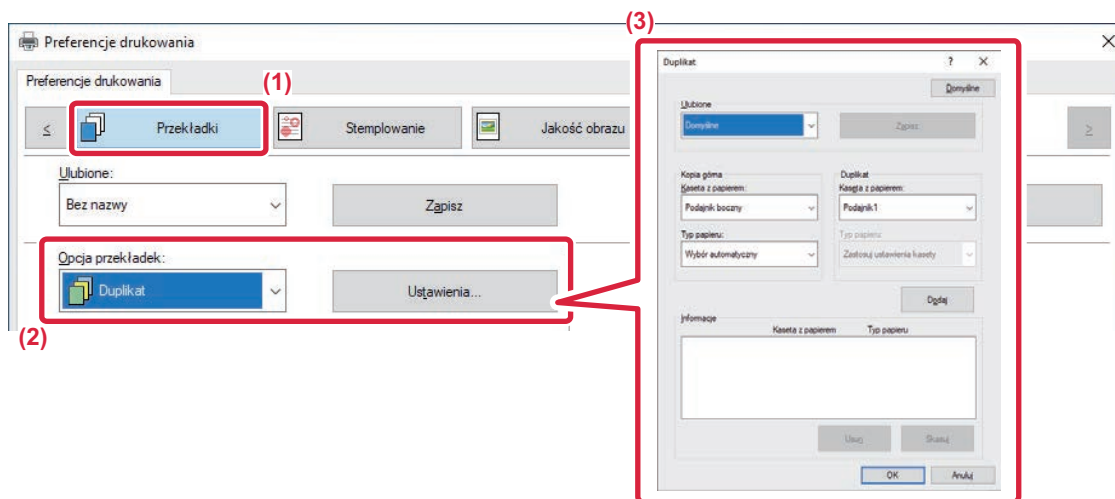 (3)
Preferencje drukowania
Preferencje drukowania
(1)
≤ Przekładki Stemplowanie Jakość obrazu ≥
Ulubione:
Bez nazwy Zapisz
Opcja przekładek:
Duplikat Ustawienia...
(2)
Duplikat ? X
Domyślne
Ulubione
Domyślne Zapisz
Kopia górna Duplikat
Kaseta z papierem: Kaseta z papierem:
Podajnik boczny Podajnik1
Typ papieru: Typ papieru:
Wybór automatyczny Zastosuj ustawienia kasety
Dodaj
Informacje
Kaseta z papierem Typ papieru
Usuń Skasuj
OK Anuluj